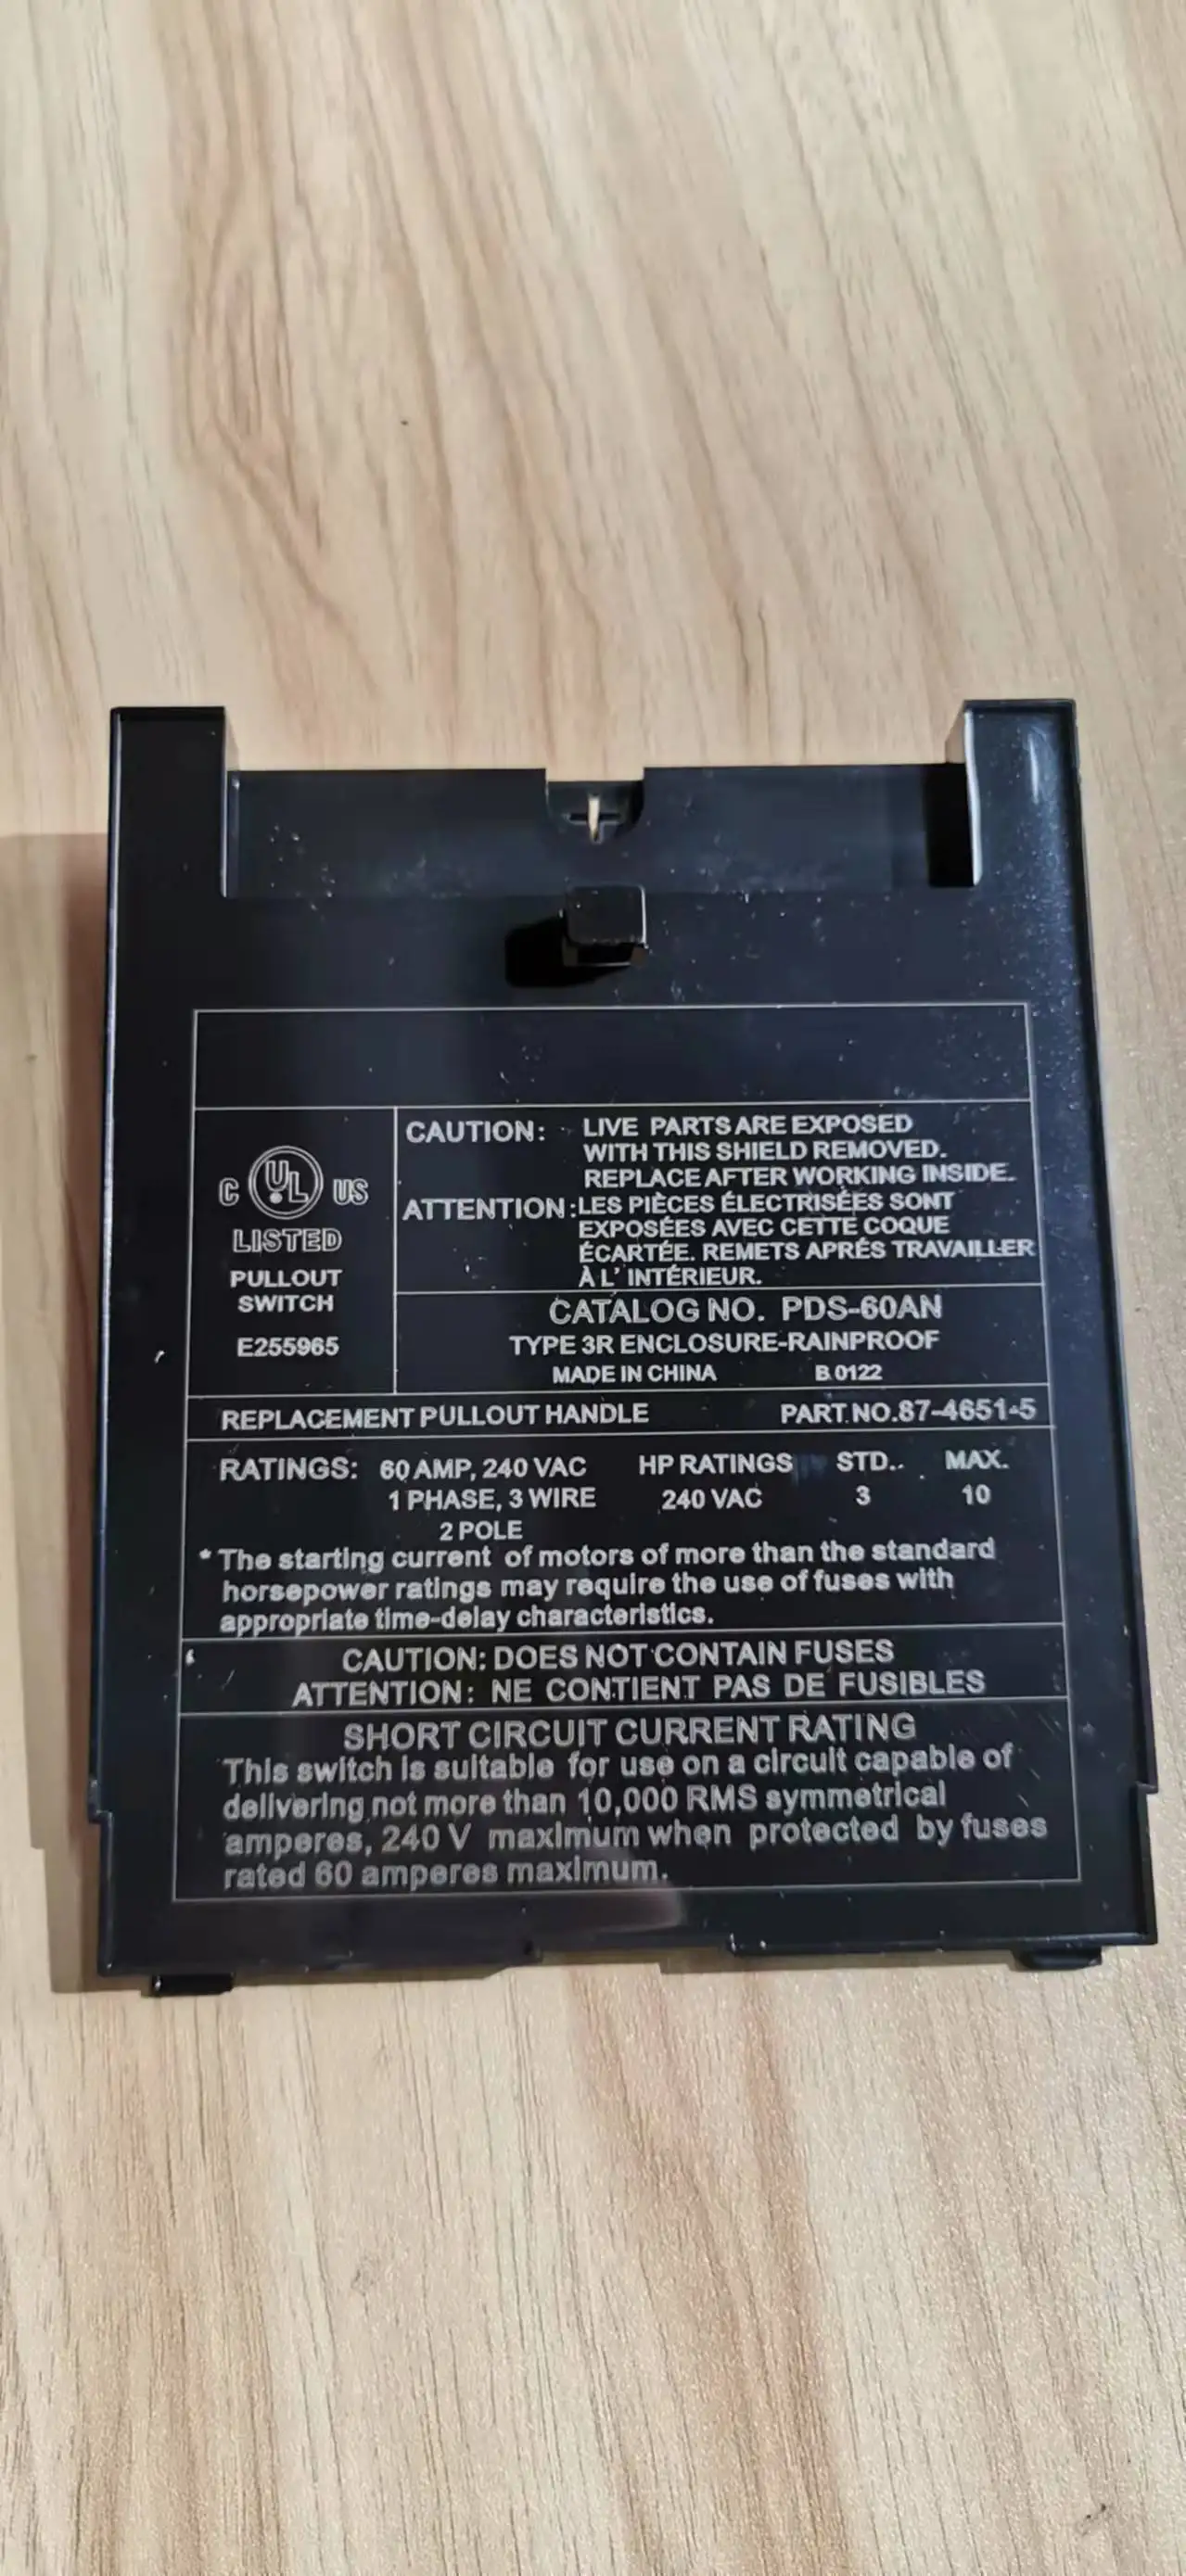 CAUTION: LIVE PARTS ARE EXPOSED
WITH THIS SHIELD REMOVED.
REPLACE AFTER WORKING INSIDE.
ATTENTION: LES PIÈCES ÉLECTRISÉES SONT
EXPOSÉES AVEC CETTE COQUE
ÉCARTÉE. REMETS APRÉS TRAVAILLER
À L' INTÉRIEUR.
C UL US
LISTED
PULLOUT
SWITCH
E255965
CATALOG NO. PDS-60AN
TYPE 3R ENCLOSURE-RAINPROOF
MADE IN CHINA B 0122
REPLACEMENT PULLOUT HANDLE PART NO.87-4651-5
RATINGS: 60 AMP, 240 VAC HP RATINGS STD.. MAX.
1 PHASE, 3 WIRE 240 VAC 3 10
2 POLE
* The starting current of motors of more than the standard
horsepower ratings may require the use of fuses with
appropriate time-delay characteristics.
CAUTION: DOES NOT CONTAIN FUSES
ATTENTION: NE CONTIENT PAS DE FUSIBLES
SHORT CIRCUIT CURRENT RATING
This switch is suitable for use on a circuit capable of
delivering not more than 10,000 RMS symmetrical
amperes, 240 V maximum when protected by fuses
rated 60 amperes maximum.